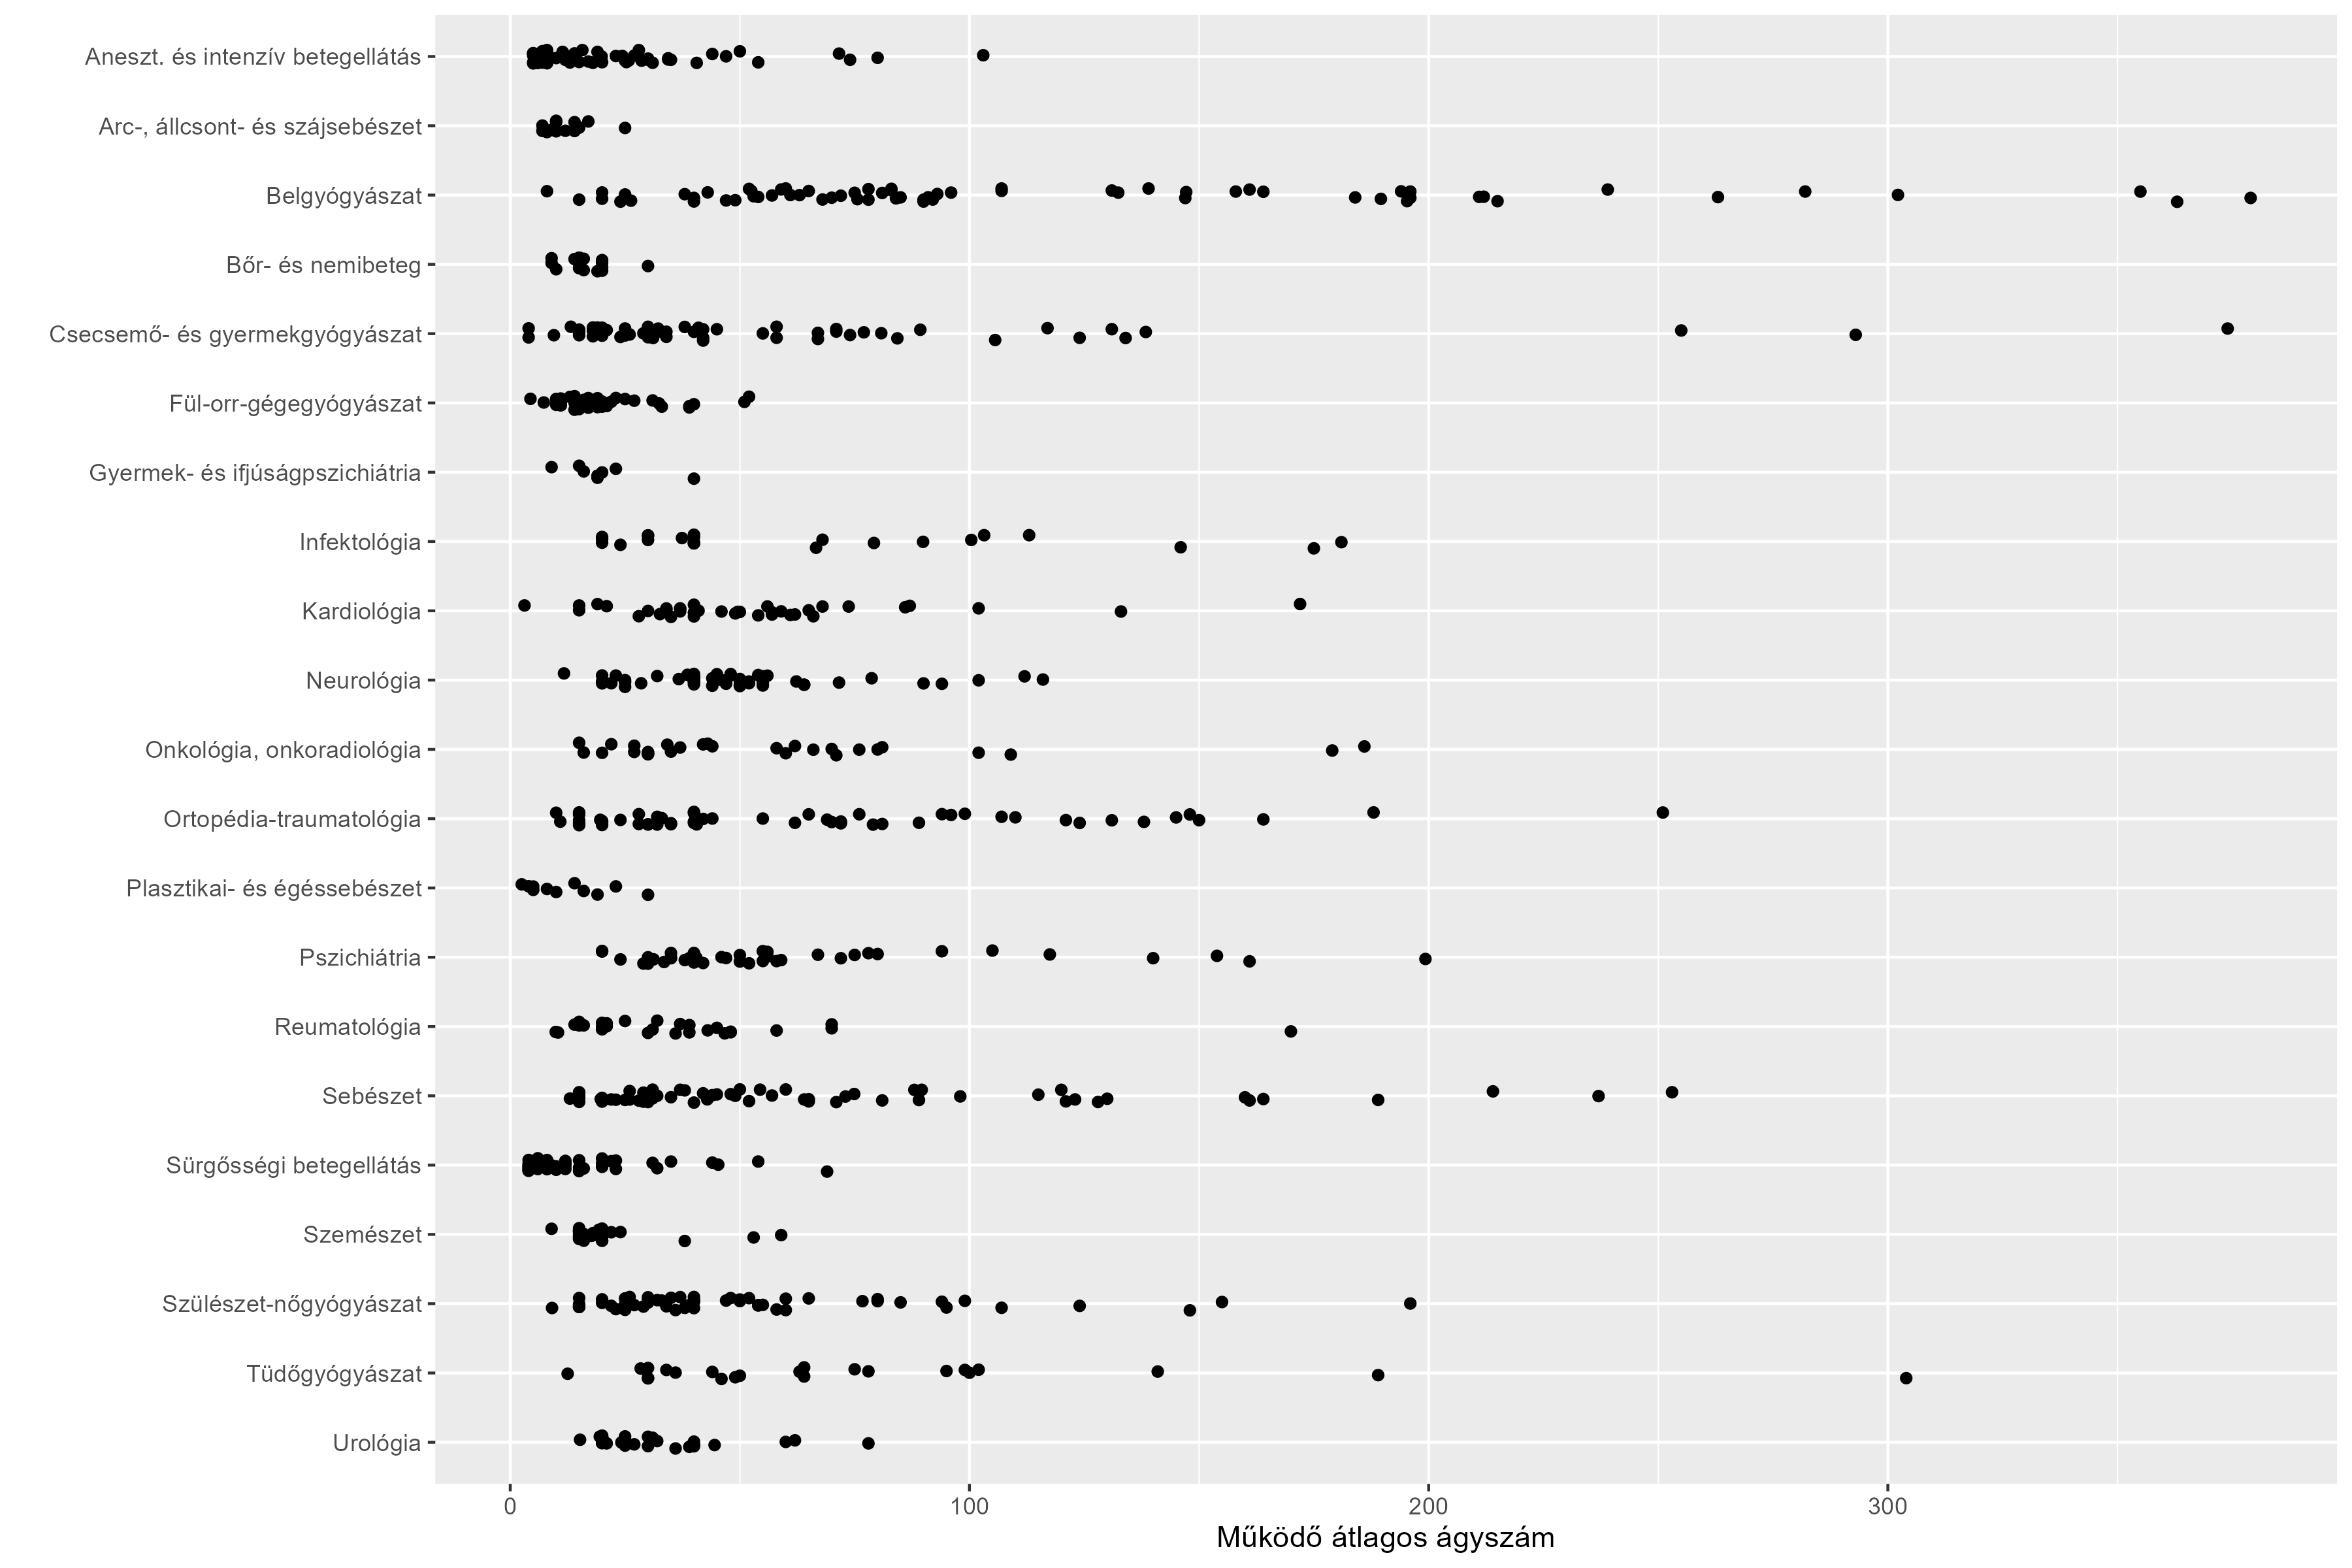 Aneszt. és intenzív betegellátás
Arc-, állcsont- és szájsebészet
Belgyógyászat
Bőr- és nemibeteg
Csecsemő- és gyermekgyógyászat
Fül-orr-gégegyógyászat
Gyermek- és ifjúságpszichiátria
Infektológia
Kardiológia
Neurológia
Onkológia, onkoradiológia
Ortopédia-traumatológia
Plasztikai- és égéssebészet
Pszichiátria
Reumatológia
Sebészet
Sürgősségi betegellátás
Szemészet
Szülészet-nőgyógyászat
Tüdőgyógyászat
Urológia
0 100 200 300
Működő átlagos ágyszám